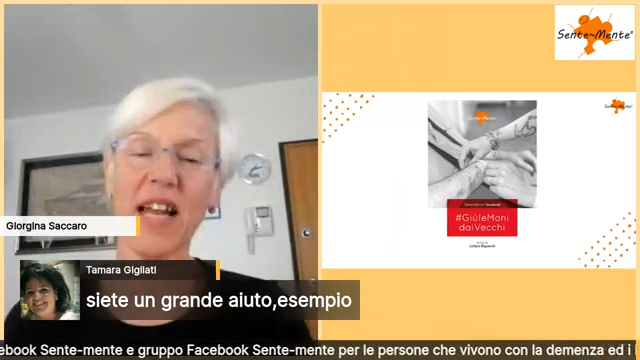 Sente-Mente®
Sente-Mente
#GiùleMani
daiVecchi
Giorgina Saccaro
Tamara Gigliati
siete un grande aiuto,esempio
ebook Sente-mente e gruppo Facebook Sente-mente per le persone che vivono con la demenza ed i